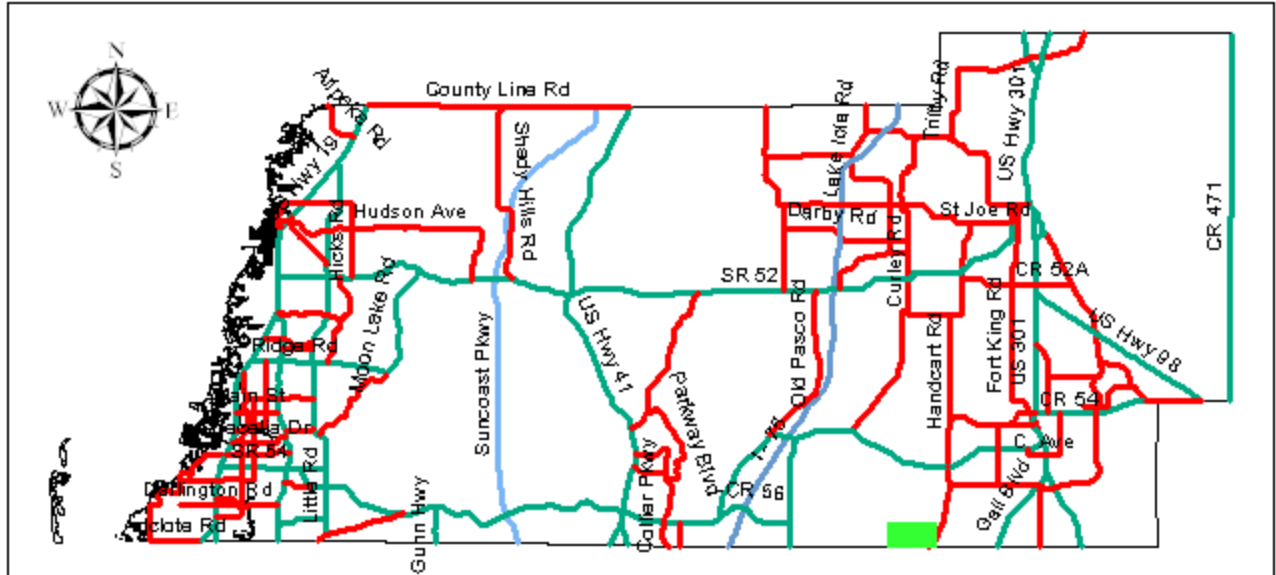 N
W
E
S
County Line Rd
Aripeka Rd
Hwy 19
Shady Hills Rd
Lake Iola Rd
Trilby Rd
US Hwy 301
CR 471
Hicks Rd
Hudson Ave
Darby Rd
St Joe Rd
SR 52
CR 52A
Curley Rd
Moon Lake Rd
Ridge Rd
Suncoast Pkwy
US Hwy 41
Old Pasco Rd
Handcart Rd
Fort King Rd
US 301
US Hwy 98
Main St
Parkway Blvd
CR 54
SR 54
I-75
C Ave
Little Rd
Darlington Rd
Gunn Hwy
Collier Pkwy
CR 56
Gall Blvd
Rd